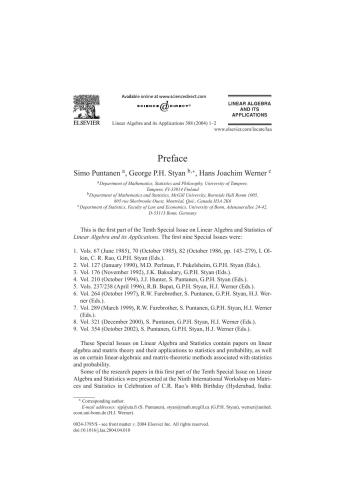 Available online at www.sciencedirect.com
SCIENCE DIRECT®
LINEAR ALGEBRA
AND ITS
APPLICATIONS
ELSEVIER
Linear Algebra and its Applications 388 (2004) 1–2
www.elsevier.com/locate/laa
Preface
Simo Puntanen a, George P.H. Styan b,*, Hans Joachim Werner c
a Department of Mathematics, Statistics and Philosophy, University of Tampere,
Tampere, FI-33014 Finland
b Department of Mathematics and Statistics, McGill University, Burnside Hall Room 1005,
805 rue Sherbrooke Ouest, Montréal, Qué., Canada H3A 2K6
c Department of Statistics, Faculty of Law and Economics, University of Bonn, Adenauerallee 24-42,
D-53113 Bonn, Germany
This is the first part of the Tenth Special Issue on Linear Algebra and Statistics of
Linear Algebra and its Applications. The first nine Special Issues were:
1. Vols. 67 (June 1985), 70 (October 1985), 82 (October 1986, pp. 143–279), I. Ol-
kin, C. R. Rao, G.P.H. Styan (Eds.).
2. Vol. 127 (January 1990), M.D. Perlman, F. Pukelsheim, G.P.H. Styan (Eds.).
3. Vol. 176 (November 1992), J.K. Baksalary, G.P.H. Styan (Eds.).
4. Vol. 210 (October 1994), J.J. Hunter, S. Puntanen, G.P.H. Styan (Eds.).
5. Vols. 237/238 (April 1996), R.B. Bapat, G.P.H. Styan, H.J. Werner (Eds.).
6. Vol. 264 (October 1997), R.W. Farebrother, S. Puntanen, G.P.H. Styan, H.J. Wer-
ner (Eds.).
7. Vol. 289 (March 1999), R.W. Farebrother, S. Puntanen, G.P.H. Styan, H.J. Werner
(Eds.).
8. Vol. 321 (December 2000), S. Puntanen, G.P.H. Styan, H.J. Werner (Eds.).
9. Vol. 354 (October 2002), S. Puntanen, G.P.H. Styan, H.J. Werner (Eds.).
These Special Issues on Linear Algebra and Statistics contain papers on linear
algebra and matrix theory and their applications to statistics and probability, as well
as on certain linear-algebraic and matrix-theoretic methods associated with statistics
and probability.
Some of the research papers in this first part of the Tenth Special Issue on Linear
Algebra and Statistics were presented at the Ninth International Workshop on Matri-
ces and Statistics in Celebration of C.R. Rao's 80th Birthday (Hyderabad, India:
* Corresponding author.
E-mail addresses: sjp@uta.fi (S. Puntanen), styan@math.mcgill.ca (G.P.H. Styan), werner@united.
econ.uni-bonn.de (H.J. Werner).
0024-3795/$ - see front matter © 2004 Elsevier Inc. All rights reserved.
doi:10.1016/j.laa.2004.04.010